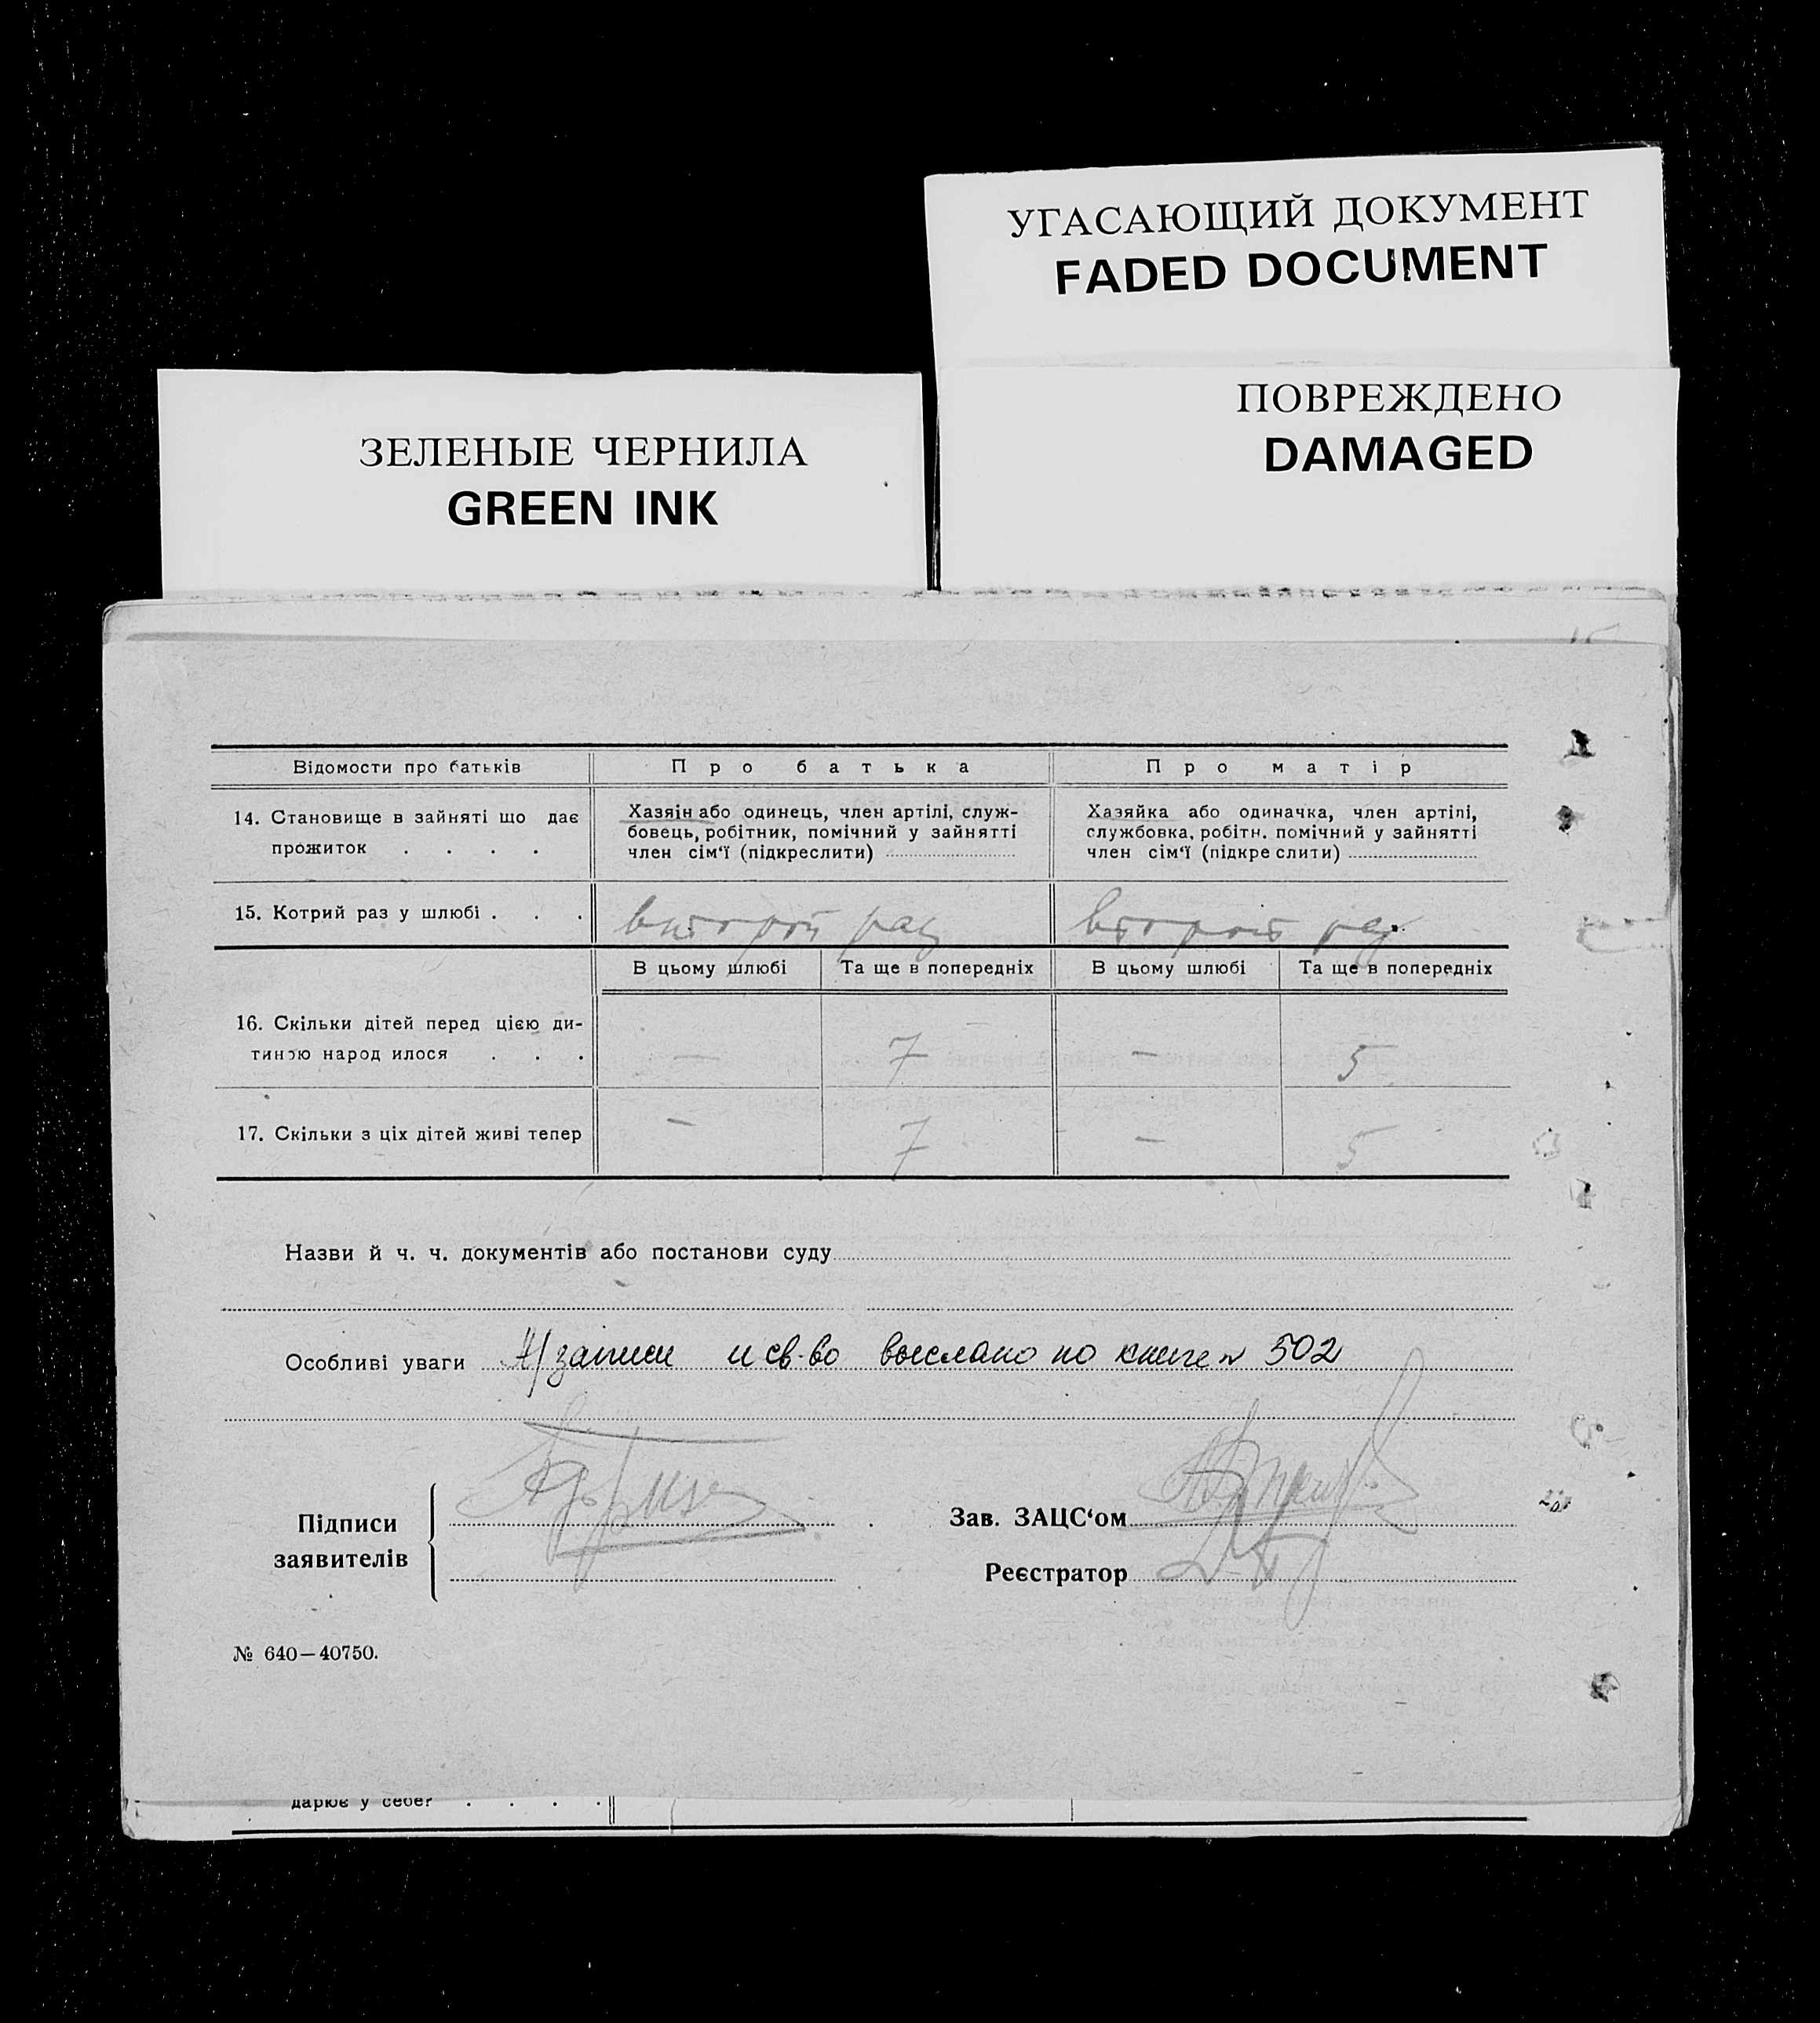 УГАСАЮЩИЙ ДОКУМЕНТ
FADED DOCUMENT
ПОВРЕЖДЕНО
DAMAGED
ЗЕЛЕНЫЕ ЧЕРНИЛА
GREEN INK
Відомости про батьків Про батька Про матір
14. Становище в зайняті що дає
прожиток . . . .
Хазяін або одинець, член артілі, служ-
бовець, робітник, помічний у зайнятті
член сім‘ї (підкреслити)
Хазяйка або одиначка, член артілі,
службовка, робітн. помічний у зайнятті
член сім‘ї (підкреслити)
15. Котрий раз у шлюбі . . . второй раз второй раз
В цьому шлюбі Та ще в попередніх В цьому шлюбі Та ще в попередніх
16. Скільки дітей перед цією ди-
тиною народилося . . . — 7 — 5
17. Скільки з ціх дітей живі тепер — 7 — 5
Назви й ч. ч. документів або постанови суду
Особливі уваги А/записи и св-во выслано по книге № 502
Підписи
заявителів
Зав. ЗАЦС‘ом
Реєстратор
№ 640—40750.
дарює у себе? . . . .